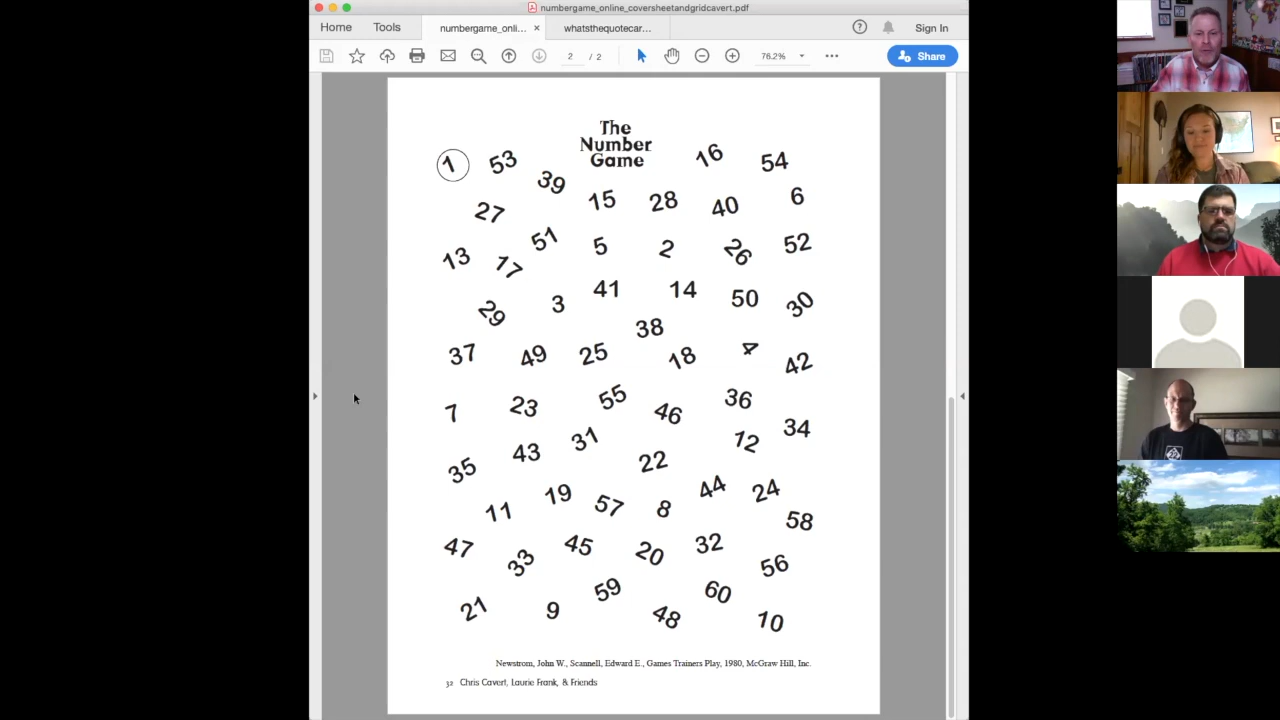 numbergame_online_coversheetandgridcavert.pdf
Home Tools numbergame_onli... × whatsthequotecar... Sign In
2 / 2 76.2% Share
The
Number
Game
1 53 16 54
39
27 15 28 40 6
13 17 51 5 2 26 52
29 3 41 14 50 30
38
37 49 25 18 4 42
7 23 55 46 36
35 43 31 22 12 34
11 19 57 8 44 24 58
47 33 45 20 32 56
21 9 59 48 60 10
Newstrom, John W., Scannell, Edward E., Games Trainers Play, 1980, McGraw Hill, Inc.
32 Chris Cavert, Laurie Frank, & Friends